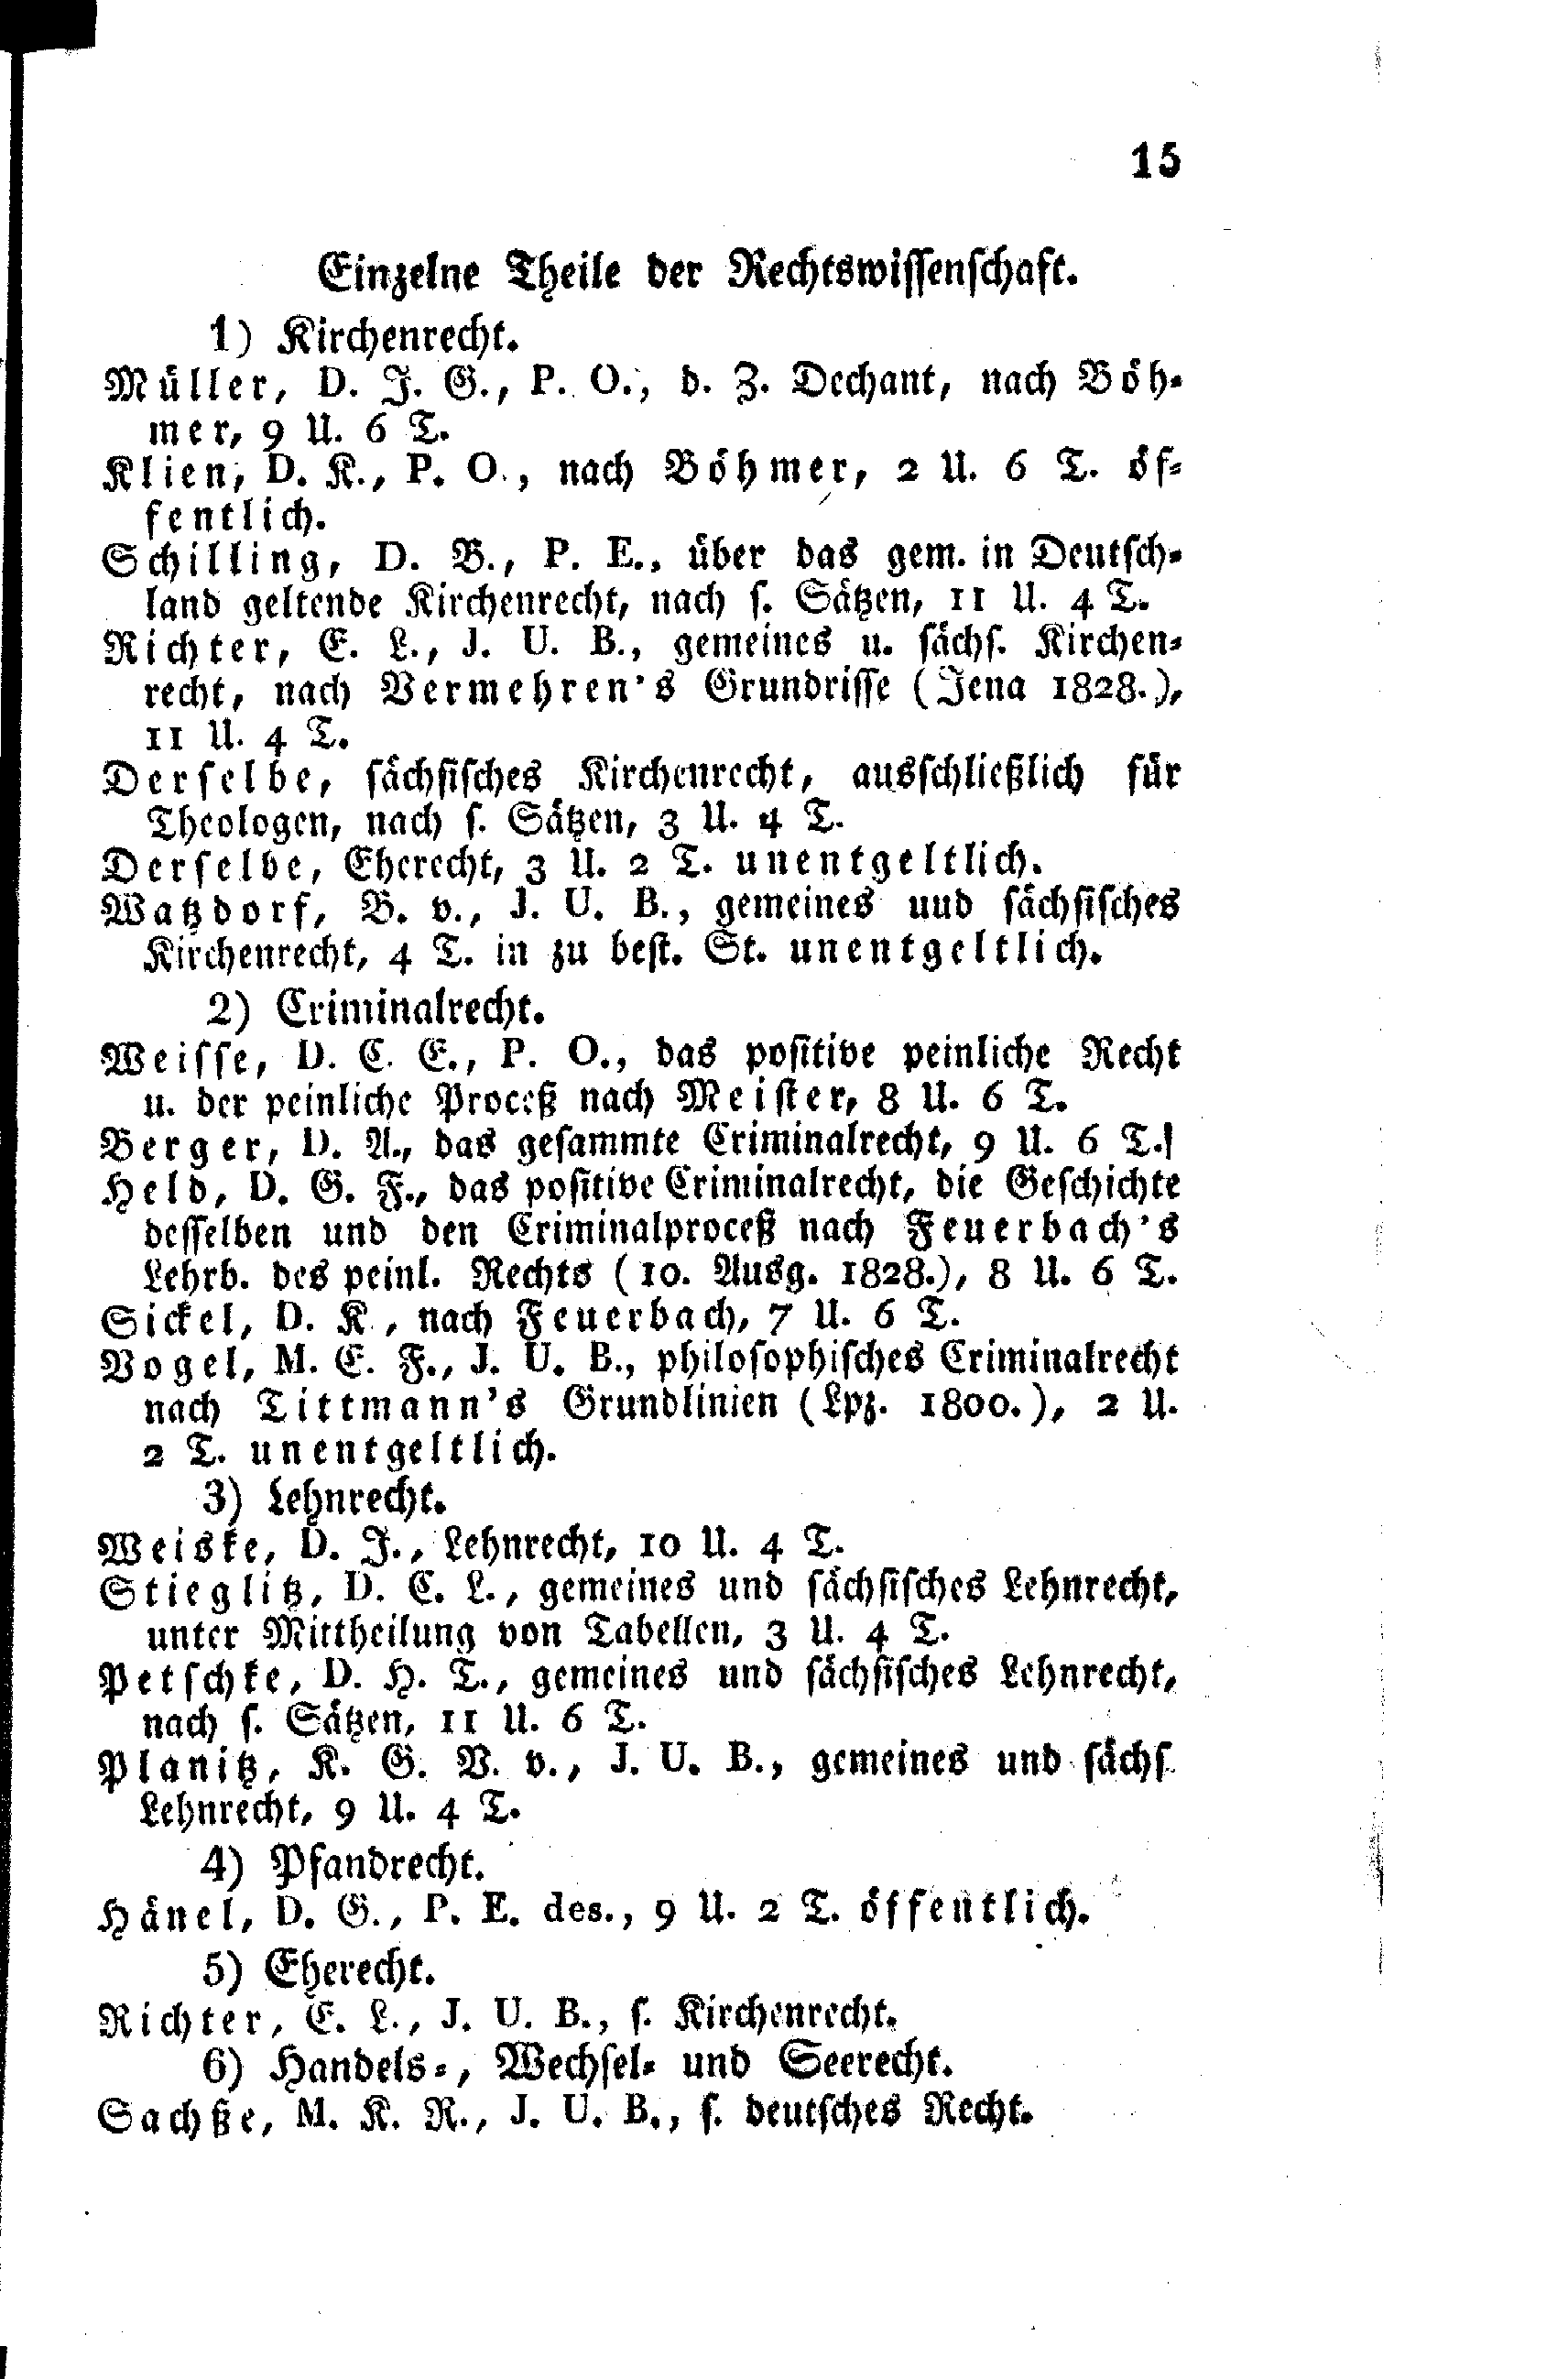 15
Einzelne Theile der Rechtswissenschaft.
1) Kirchenrecht.
Müller, D. J. G., P. O., d. Z. Dechant, nach Böh-
mer, 9 U. 6 T.
Klien, D. K., P. O., nach Böhmer, 2 U. 6 T. öf-
fentlich.
Schilling, D. B., P. E., über das gem. in Deutsch-
land geltende Kirchenrecht, nach s. Sätzen, 11 U. 4 T.
Richter, E. L., J. U. B., gemeines u. sächs. Kirchen-
recht, nach Vermehren's Grundrisse (Jena 1828.),
11 U. 4 T.
Derselbe, sächsisches Kirchenrecht, ausschließlich für
Theologen, nach s. Sätzen, 3 U. 4 T.
Derselbe, Eherecht, 3 U. 2 T. unentgeltlich.
Watzdorf, B. v., J. U. B., gemeines uud sächsisches
Kirchenrecht, 4 T. in zu best. St. unentgeltlich.
2) Criminalrecht.
Weisse, D. C. E., P. O., das positive peinliche Recht
u. der peinliche Proceß nach Meister, 8 U. 6 T.
Berger, D. A., das gesammte Criminalrecht, 9 U. 6 T.
Held, D. G. F., das positive Criminalrecht, die Geschichte
desselben und den Criminalproceß nach Feuerbach's
Lehrb. des peinl. Rechts (10. Ausg. 1828.), 8 U. 6 T.
Sickel, D. K., nach Feuerbach, 7 U. 6 T.
Vogel, M. E. F., J. U. B., philosophisches Criminalrecht
nach Tittmann's Grundlinien (Lpz. 1800.), 2 U.
2 T. unentgeltlich.
3) Lehnrecht.
Weiske, D. J., Lehnrecht, 10 U. 4 T.
Stieglitz, D. C. L., gemeines und sächsisches Lehnrecht,
unter Mittheilung von Tabellen, 3 U. 4 T.
Petschke, D. H. T., gemeines und sächsisches Lehnrecht,
nach s. Sätzen, 11 U. 6 T.
Planitz, K. G. V. v., J. U. B., gemeines und sächs.
Lehnrecht, 9 U. 4 T.
4) Pfandrecht.
Hänel, D. G., P. E. des., 9 U. 2 T. öffentlich.
5) Eherecht.
Richter, E. L., J. U. B., s. Kirchenrecht.
6) Handels-, Wechsel- und Seerecht.
Sachße, M. K. R., J. U. B., s. deutsches Recht.